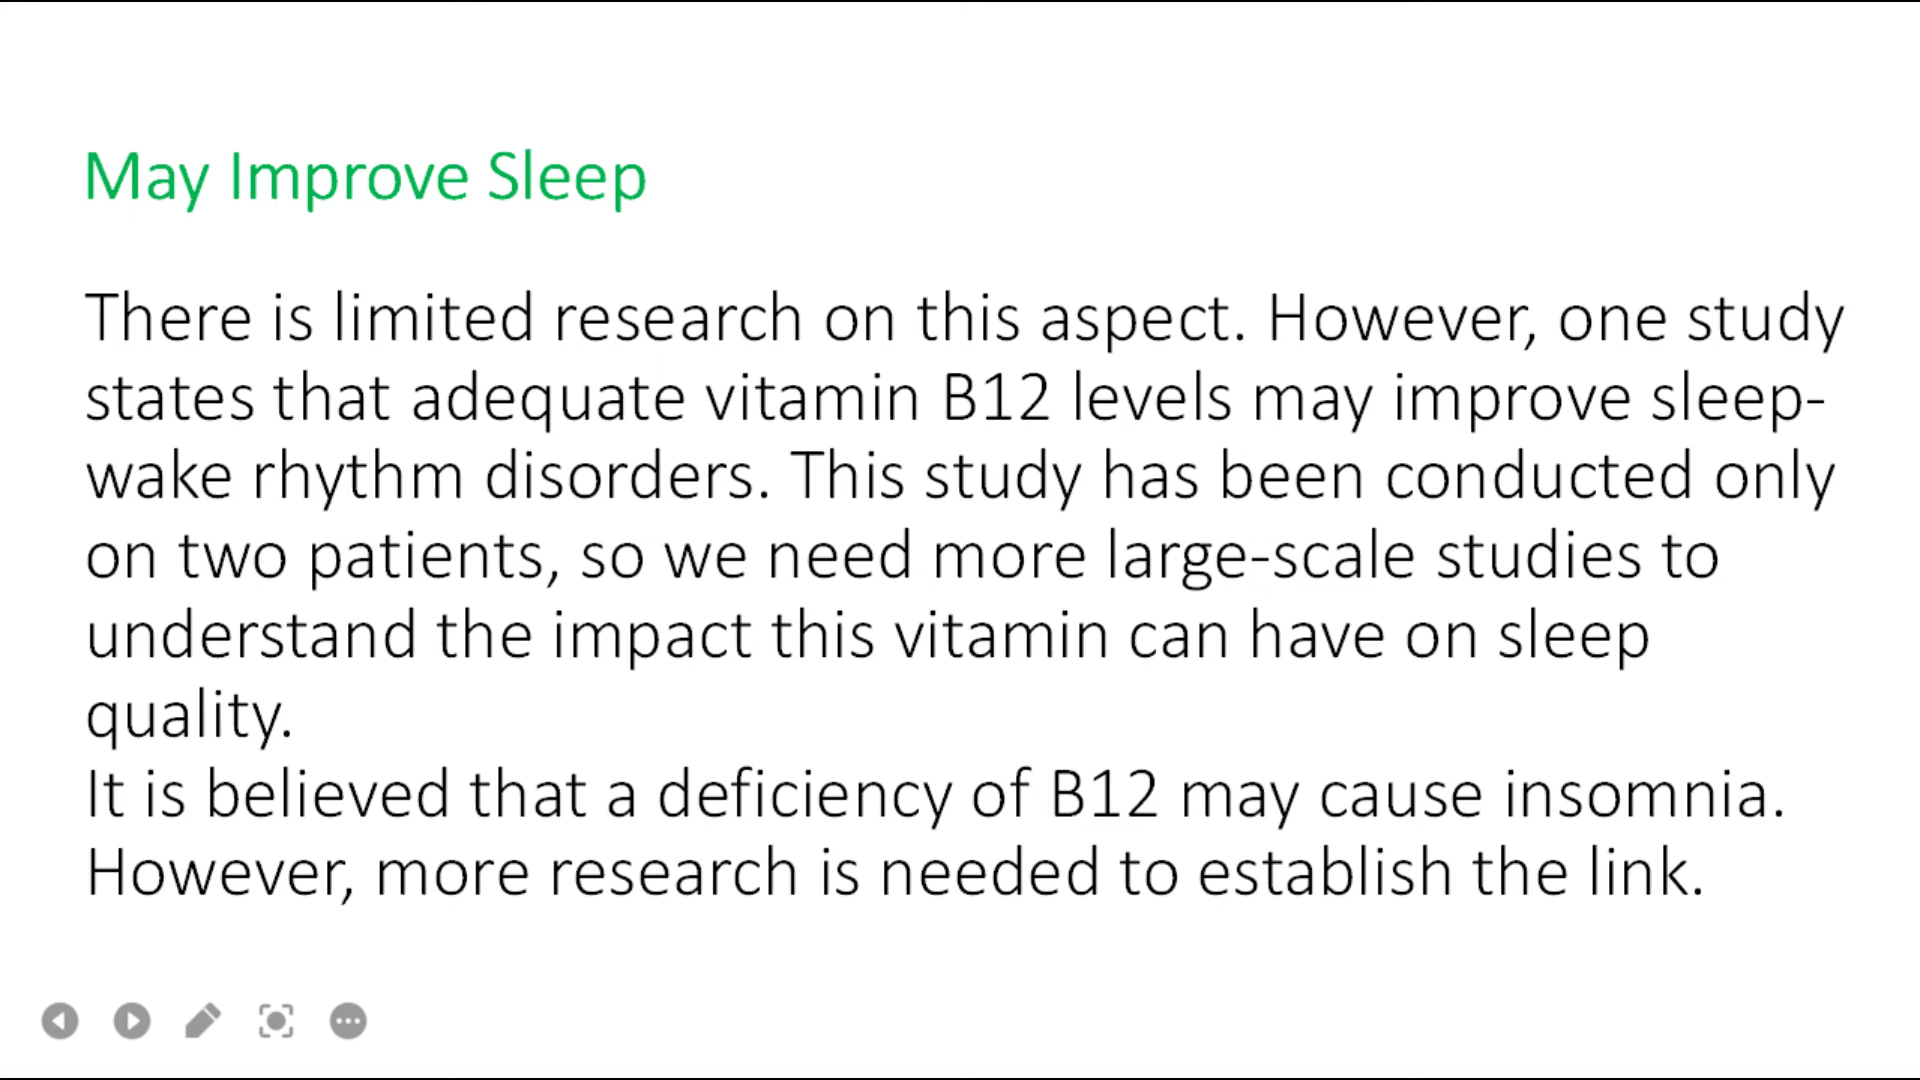 May Improve Sleep
There is limited research on this aspect. However, one study
states that adequate vitamin B12 levels may improve sleep-
wake rhythm disorders. This study has been conducted only
on two patients, so we need more large-scale studies to
understand the impact this vitamin can have on sleep
quality.
It is believed that a deficiency of B12 may cause insomnia.
However, more research is needed to establish the link.